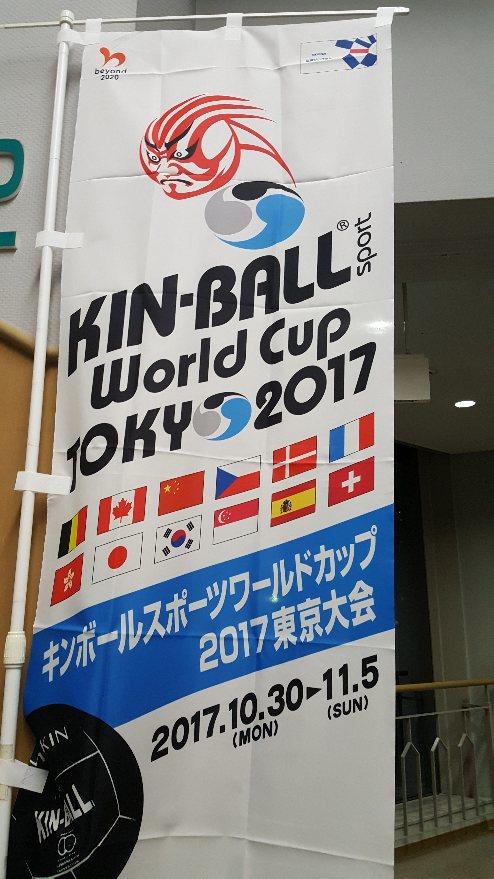 beyond
2020
KIN-BALL® sport
World Cup
TOKYO 2017
キンボールスポーツワールドカップ
2017東京大会
2017.10.30▶11.5
(MON) (SUN)
KIN-BALL